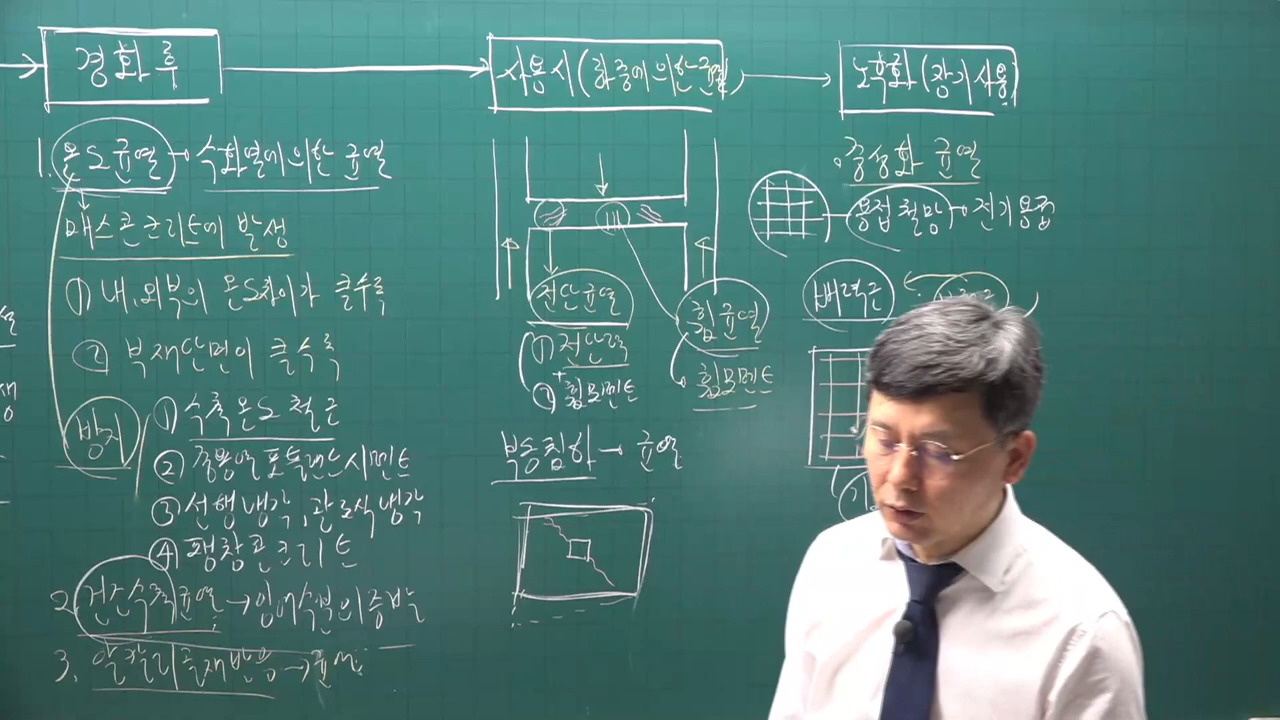 경화 후
1. 온도균열 → 수화열에 의한 균열
매스콘크리트에 발생
① 내,외부의 온도차이가 클수록
② 부재단면이 클수록
방지
① 수축온도철근
② 중용열 포틀랜드시멘트
③ 선행냉각, 관로식냉각
④ 팽창콘크리트
2. 건조수축균열 → 잉여수분의 증발
3. 알칼리골재반응 → 균열
사용시(하중에 의한 균열)
전단균열
① 전단력
+
② 휨모멘트
휨균열
휨모멘트
부등침하 → 균열
노후화(장기사용)
중성화 균열
용접철망 → 전기용접
배력근
①